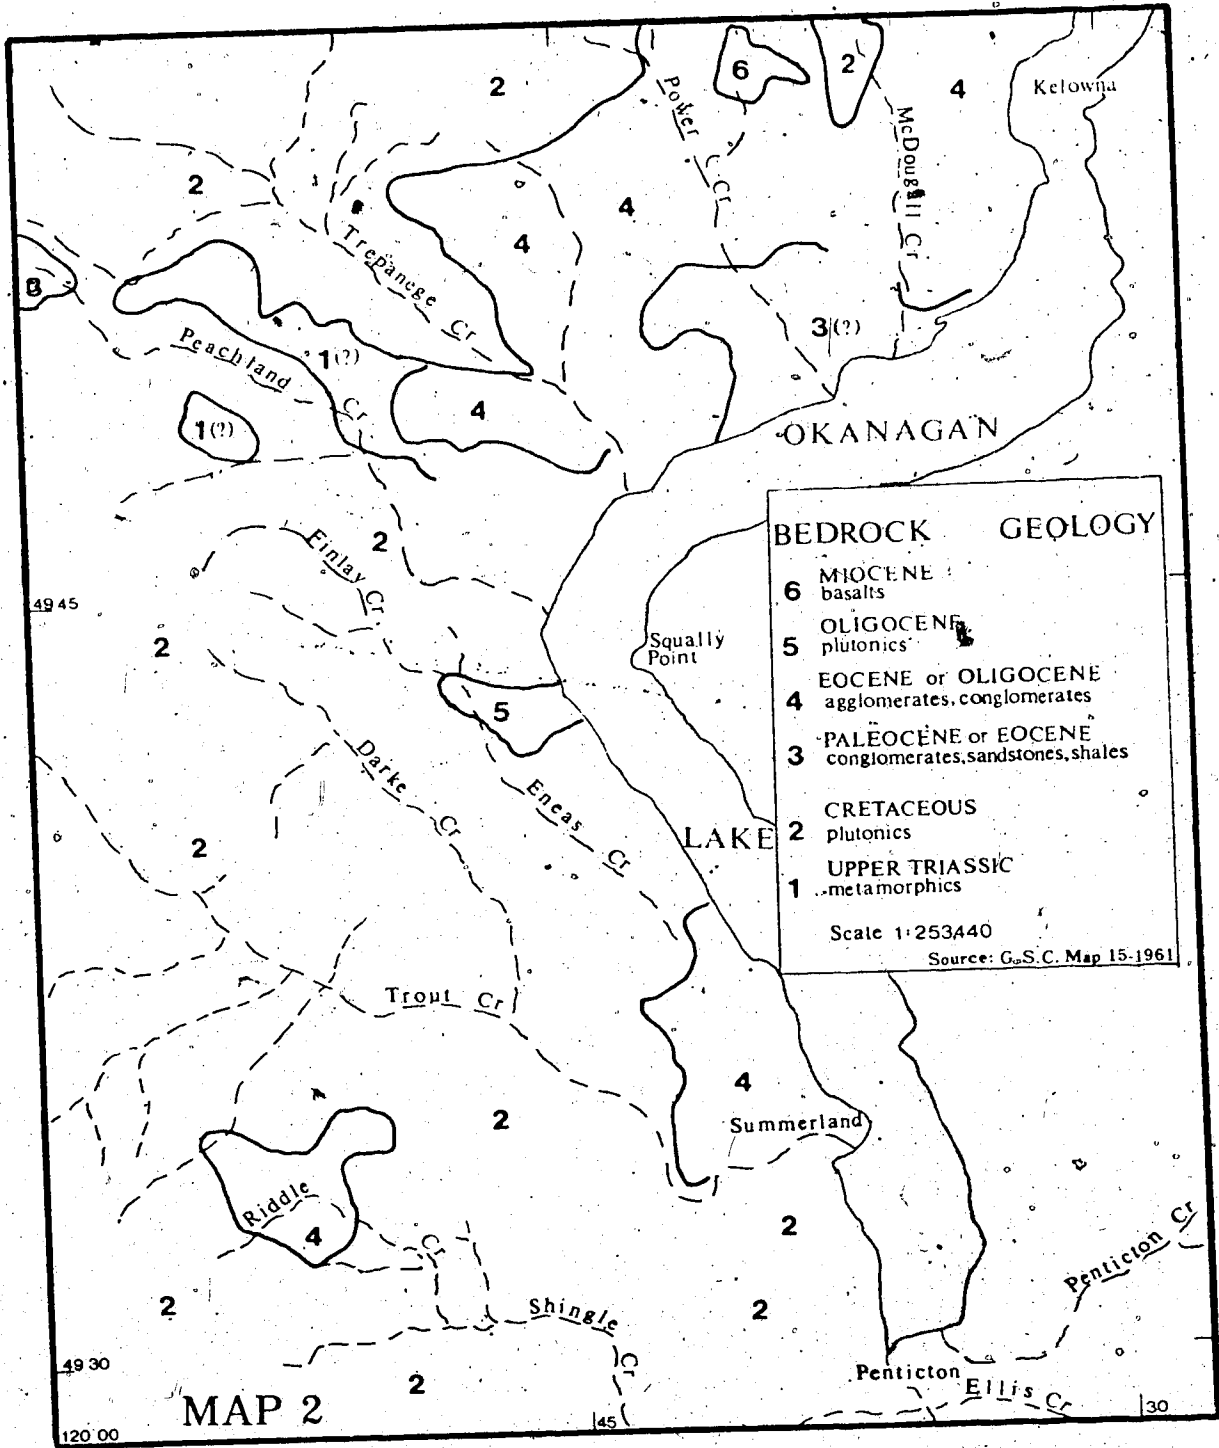 6
2
2
4
Kelowna
Power Cr
McDougall Cr
2
4
4
Trepanege Cr
3(?)
Peachland Cr
1(?)
4
1(?)
OKANAGAN
LAKE
BEDROCK GEOLOGY
6 MIOCENE
basalts
5 OLIGOCENE
plutonics
4 EOCENE or OLIGOCENE
agglomerates, conglomerates
3 PALEOCENE or EOCENE
conglomerates, sandstones, shales
2 CRETACEOUS
plutonics
1 UPPER TRIASSIC
metamorphics
Scale 1:253,440
Source: G.S.C. Map 15-1961
2
Finlay Cr
49 45
2
Squally
Point
5
Darke Cr
Eneas Cr
2
Trout Cr
4
2
Summerland
Riddle Cr
4
2
Penticton Cr
2
Shingle Cr
2
49 30
2
Penticton
Ellis Cr
MAP 2
120 00
45
30